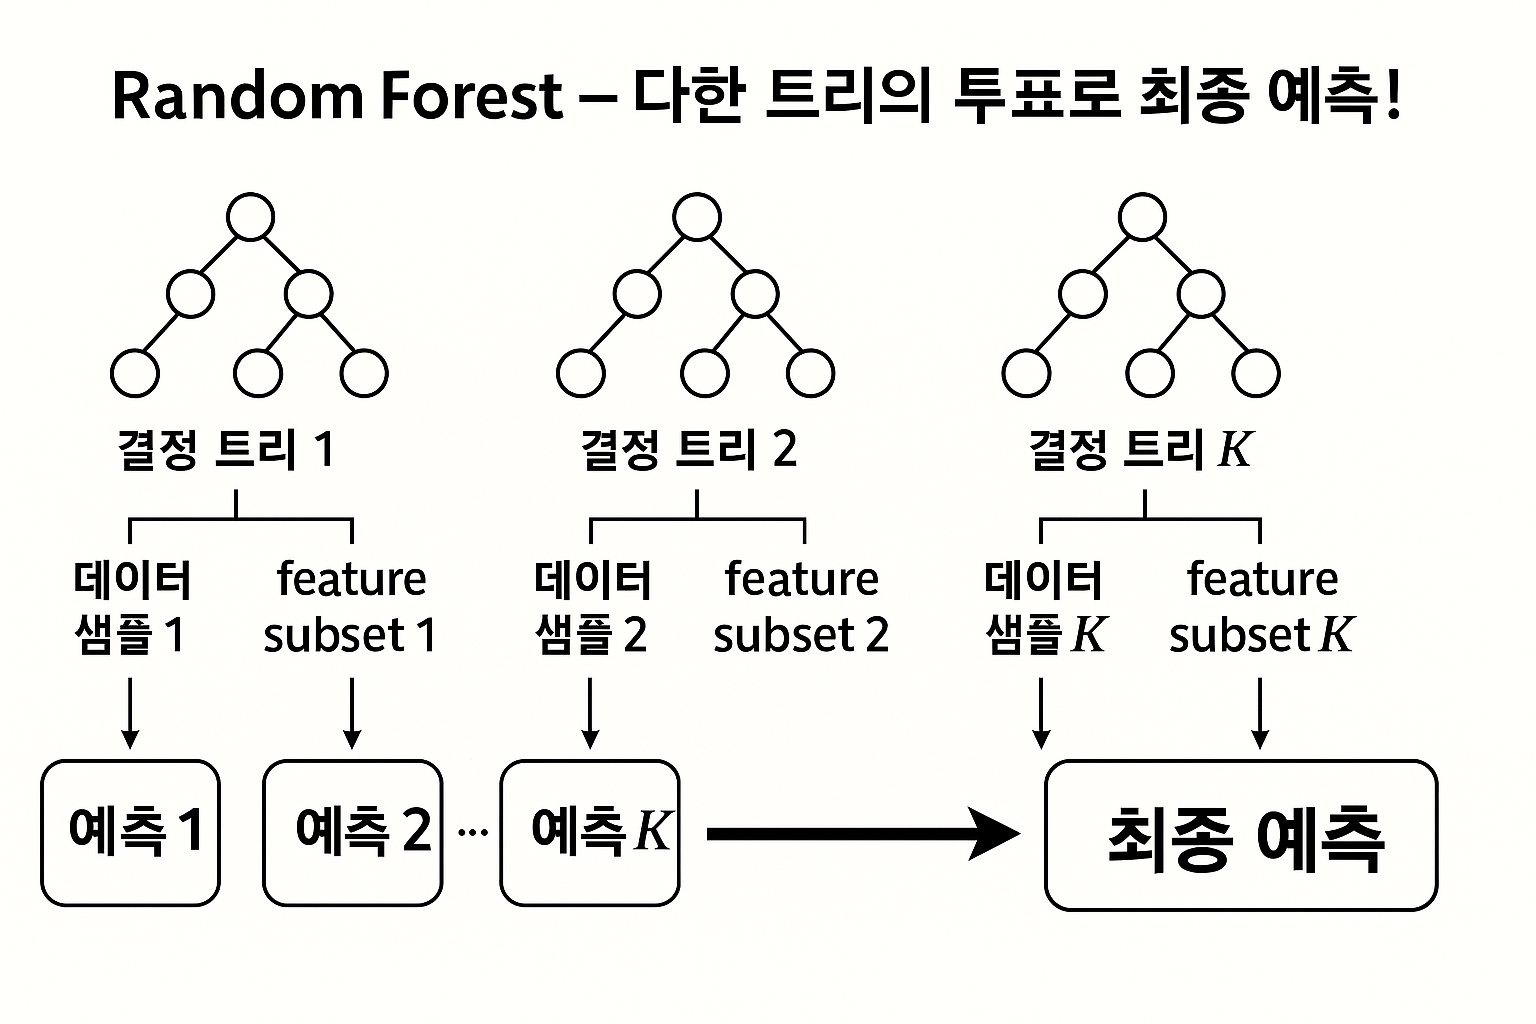 Random Forest – 다한 트리의 투표로 최종 예측!
결정 트리 1
결정 트리 2
결정 트리 K
데이터
샘플 1
feature
subset 1
데이터
샘플 2
feature
subset 2
데이터
샘플 K
feature
subset K
예측 1
예측 2
...
예측 K
최종 예측